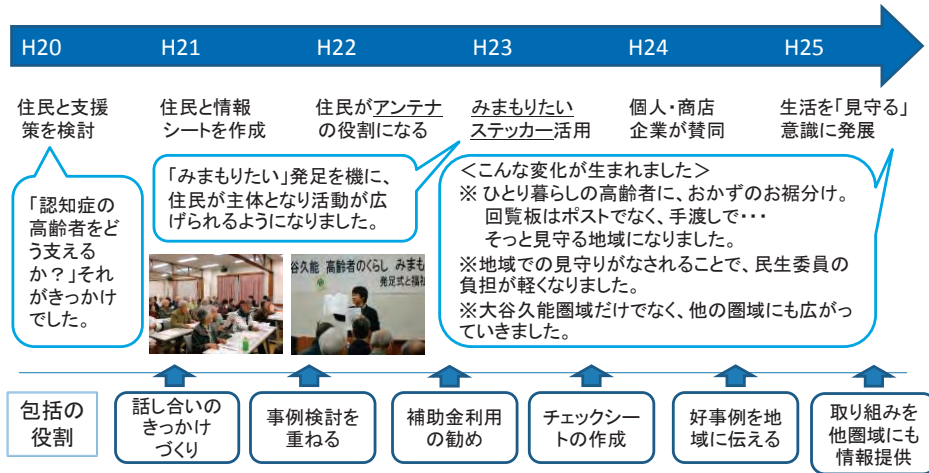 H20
H21
H22
H23
H24
H25
住民と支援
策を検討
住民と情報
シートを作成
住民がアンテナ
の役割になる
みまもりたい
ステッカー活用
個人・商店
企業が賛同
生活を「見守る」
意識に発展
「認知症の
高齢者をど
う支える
か?」それ
がきっかけ
でした。
「みまもりたい」発足を機に、
住民が主体となり活動が広
げられるようになりました。
<こんな変化が生まれました>
※ ひとり暮らしの高齢者に、おかずのお裾分け。
回覧板はポストでなく、手渡しで・・・
そっと見守る地域になりました。
※地域での見守りがなされることで、民生委員の
負担が軽くなりました。
※大谷久能圏域だけでなく、他の圏域にも広がっ
ていきました。
谷久能 高齢者のくらし みまも
発足式と福祉
包括の
役割
話し合いの
きっかけ
づくり
事例検討を
重ねる
補助金利用
の勧め
チェックシー
トの作成
好事例を地
域に伝える
取り組みを
他圏域にも
情報提供